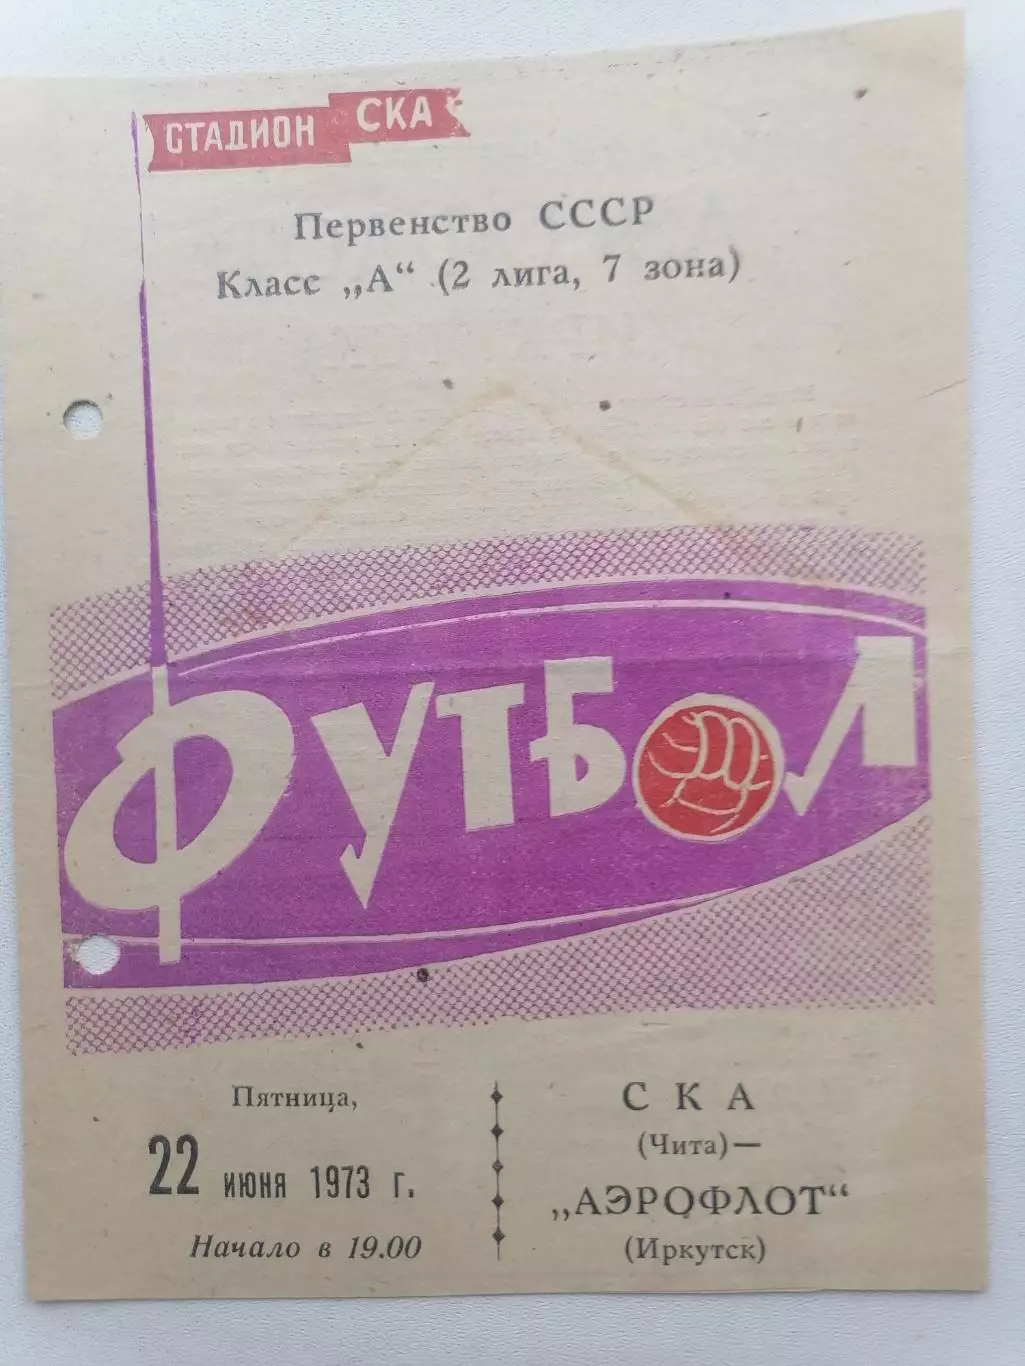 СТАДИОН СКА
Первенство СССР
Класс „А“ (2 лига, 7 зона)
ФУТБОЛ
Пятница,
22 июня 1973 г.
Начало в 19.00
СКА
(Чита)—
„АЭРОФЛОТ“
(Иркутск)